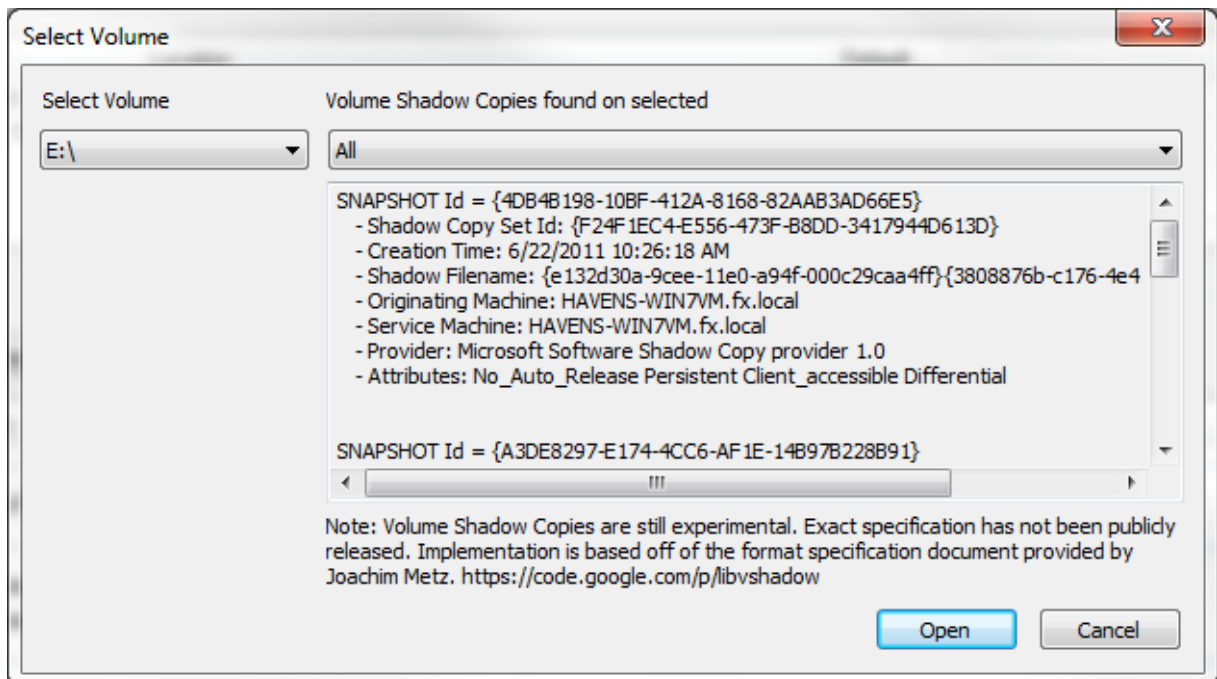 Select Volume
Select Volume
Volume Shadow Copies found on selected
E:\
All
SNAPSHOT Id = {4DB4B198-10BF-412A-8168-82AAB3AD66E5}
- Shadow Copy Set Id: {F24F1EC4-E556-473F-B8DD-3417944D613D}
- Creation Time: 6/22/2011 10:26:18 AM
- Shadow Filename: {e132d30a-9cee-11e0-a94f-000c29caa4ff}{3808876b-c176-4e4
- Originating Machine: HAVENS-WIN7VM.fx.local
- Service Machine: HAVENS-WIN7VM.fx.local
- Provider: Microsoft Software Shadow Copy provider 1.0
- Attributes: No_Auto_Release Persistent Client_accessible Differential
SNAPSHOT Id = {A3DE8297-E174-4CC6-AF1E-14B97B228B91}
Note: Volume Shadow Copies are still experimental. Exact specification has not been publicly
released. Implementation is based off of the format specification document provided by
Joachim Metz. https://code.google.com/p/libvshadow
Open
Cancel